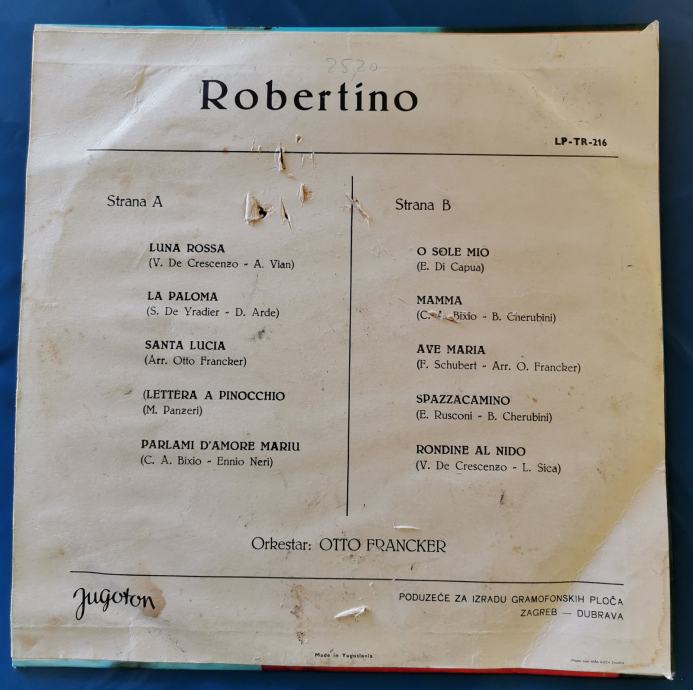 2520
Robertino
LP-TR-216
Strana A
LUNA ROSSA
(V. De Crescenzo - A. Vian)
LA PALOMA
(S. De Yradier - D. Arde)
SANTA LUCIA
(Arr. Otto Francker)
(LETTERA A PINOCCHIO
(M. Panzeri)
PARLAMI D'AMORE MARIU
(C. A. Bixio - Ennio Neri)
Strana B
O SOLE MIO
(E. Di Capua)
MAMMA
(C. A. Bixio - B. Cherubini)
AVE MARIA
(F. Schubert - Arr. O. Francker)
SPAZZACAMINO
(E. Rusconi - B. Cherubini)
RONDINE AL NIDO
(V. De Crescenzo - L. Sica)
Orkestar: OTTO FRANCKER
Jugoton
PODUZEĆE ZA IZRADU GRAMOFONSKIH PLOČA
ZAGREB — DUBRAVA
Made in Yugoslavia